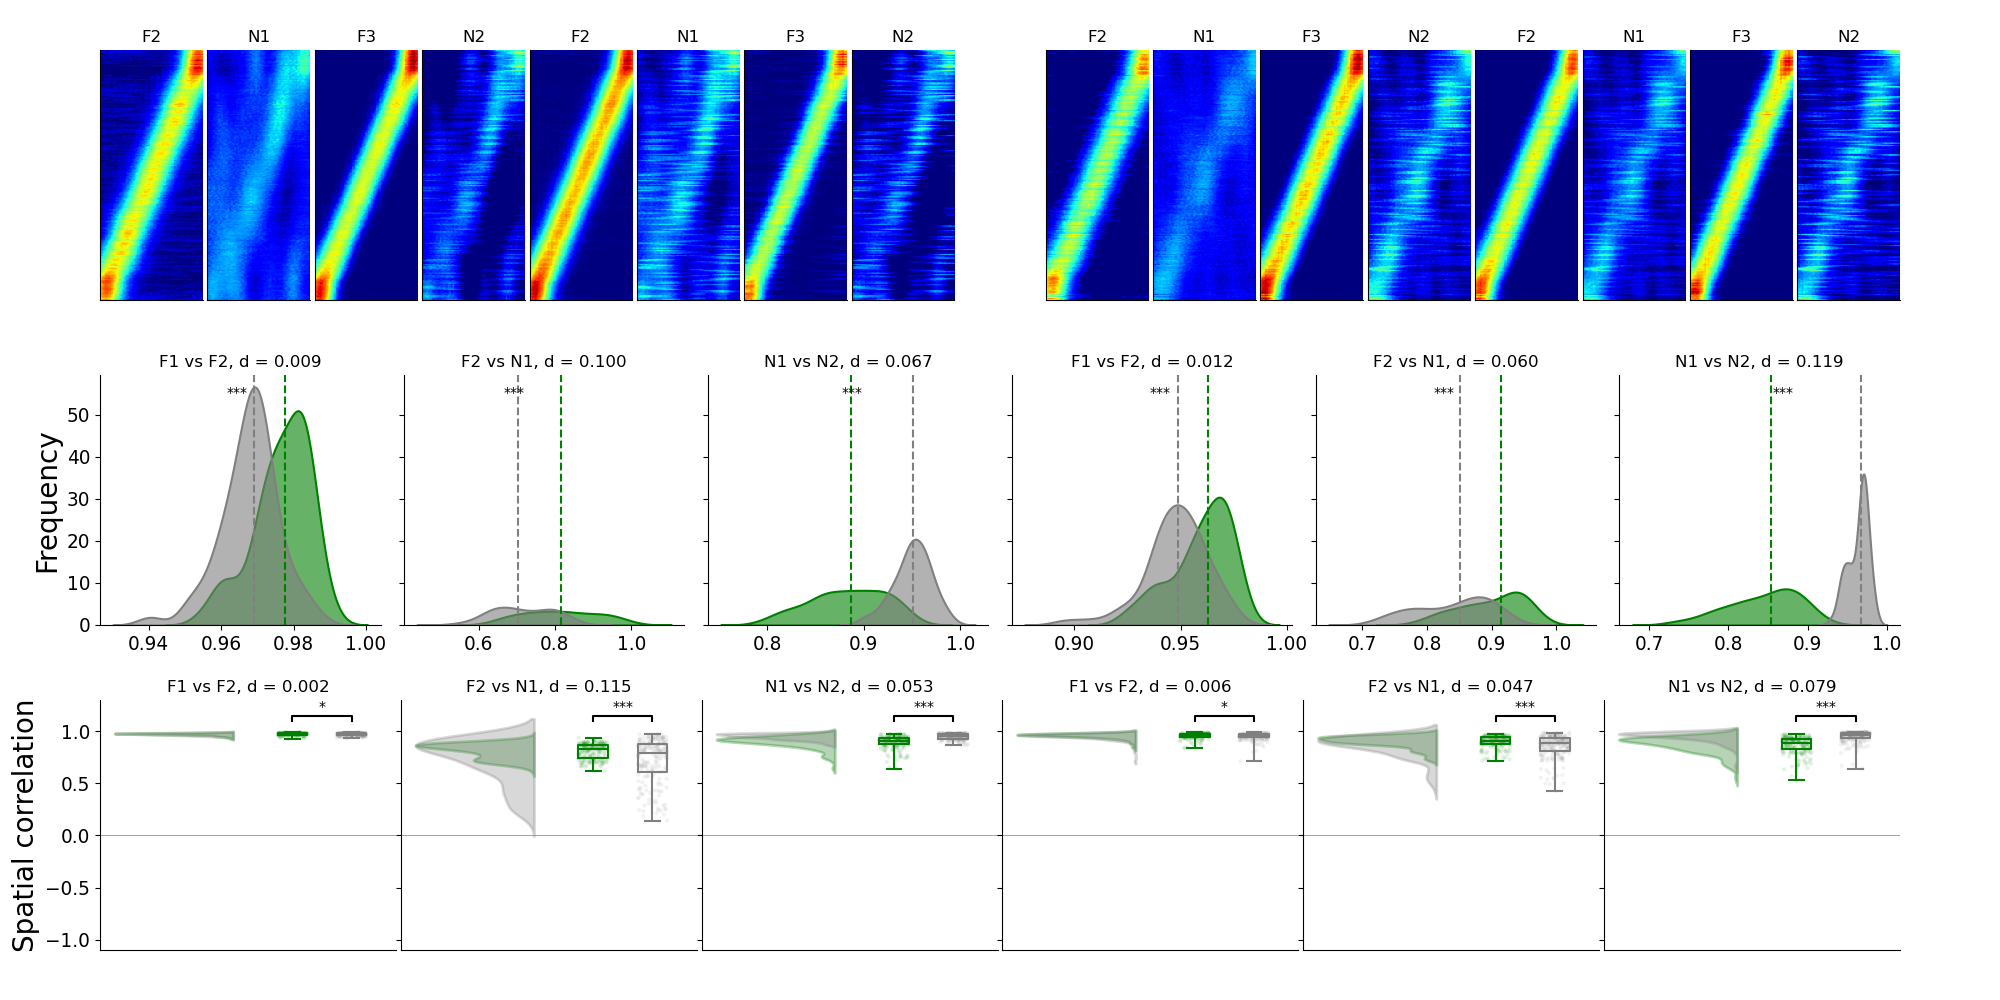 F2 N1 F3 N2 F2 N1 F3 N2 F2 N1 F3 N2 F2 N1 F3 N2
F1 vs F2, d = 0.009
F2 vs N1, d = 0.100
N1 vs N2, d = 0.067
F1 vs F2, d = 0.012
F2 vs N1, d = 0.060
N1 vs N2, d = 0.119
*** *** *** *** *** ***
Frequency
50
40
30
20
10
0
0.94 0.96 0.98 1.00
0.6 0.8 1.0
0.8 0.9 1.0
0.90 0.95 1.00
0.7 0.8 0.9 1.0
0.7 0.8 0.9 1.0
F1 vs F2, d = 0.002
F2 vs N1, d = 0.115
N1 vs N2, d = 0.053
F1 vs F2, d = 0.006
F2 vs N1, d = 0.047
N1 vs N2, d = 0.079
* *** *** * *** ***
Spatial correlation
1.0
0.5
0.0
−0.5
−1.0